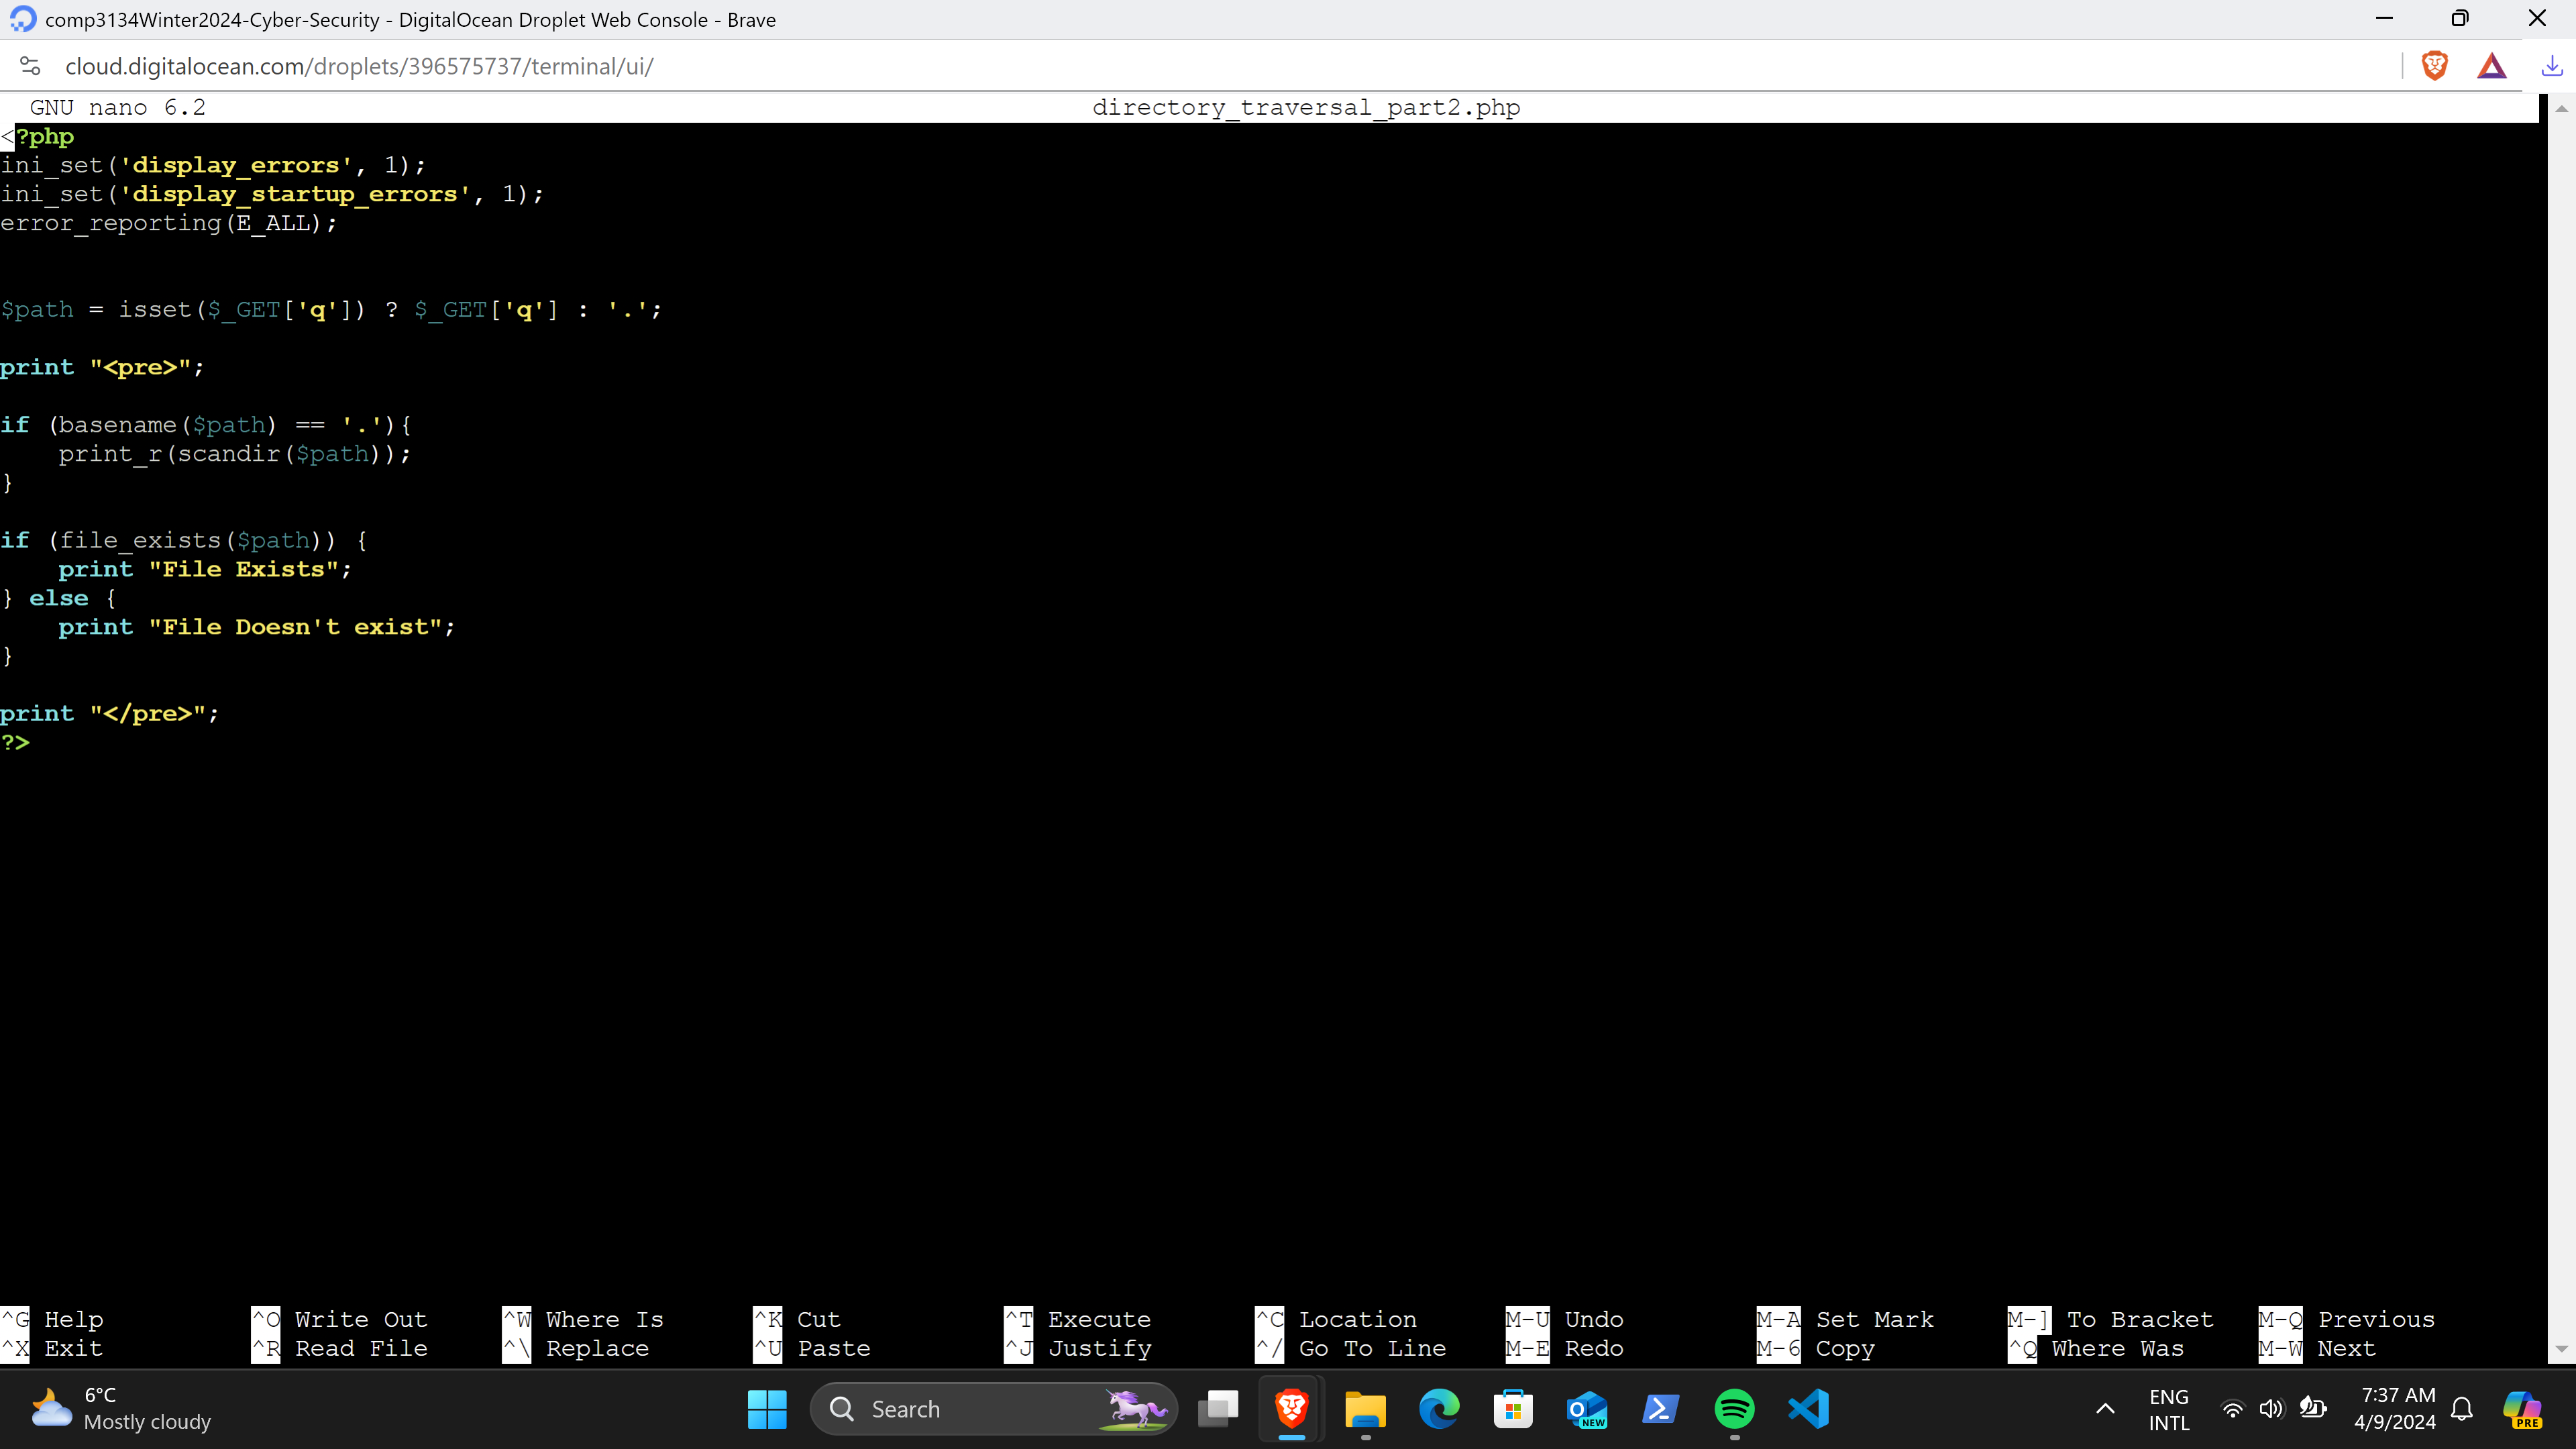 comp3134Winter2024-Cyber-Security - DigitalOcean Droplet Web Console - Brave
cloud.digitalocean.com/droplets/396575737/terminal/ui/
GNU nano 6.2 directory_traversal_part2.php
<?php
ini_set('display_errors', 1);
ini_set('display_startup_errors', 1);
error_reporting(E_ALL);
$path = isset($_GET['q']) ? $_GET['q'] : '.';
print "<pre>";
if (basename($path) == '.'){
    print_r(scandir($path));
}
if (file_exists($path)) {
    print "File Exists";
} else {
    print "File Doesn't exist";
}
print "</pre>";
?>
^G Help ^O Write Out ^W Where Is ^K Cut ^T Execute ^C Location M-U Undo M-A Set Mark M-] To Bracket M-Q Previous
^X Exit ^R Read File ^\ Replace ^U Paste ^J Justify ^/ Go To Line M-E Redo M-6 Copy ^Q Where Was M-W Next
6°C
Mostly cloudy
Search
NEW
ENG
INTL
7:37 AM
4/9/2024
PRE